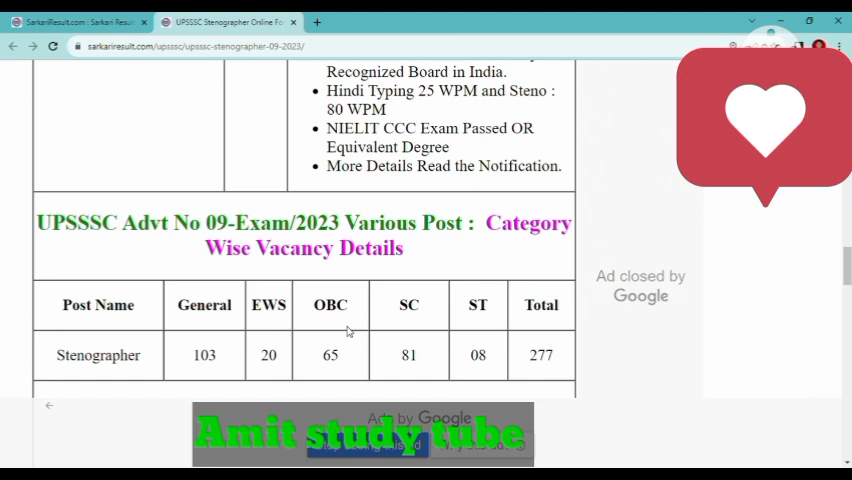 SarkariResult.com : Sarkari Resul
UPSSSC Stenographer Online Fo
sarkariresult.com/upsssc/upsssc-stenographer-09-2023/
Recognized Board in India.
Hindi Typing 25 WPM and Steno :
80 WPM
NIELIT CCC Exam Passed OR
Equivalent Degree
More Details Read the Notification.
UPSSSC Advt No 09-Exam/2023 Various Post : Category
Wise Vacancy Details
Post Name General EWS OBC SC ST Total
Stenographer 103 20 65 81 08 277
Ad closed by
Google
Ads by Google
Amit study tube